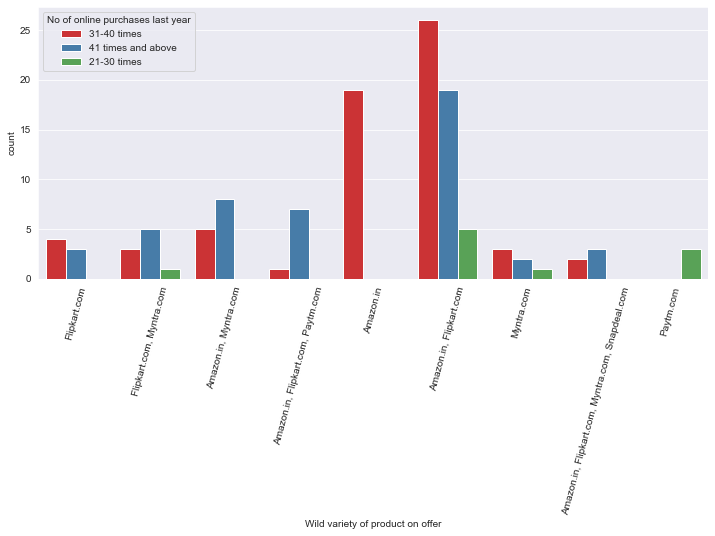 No of online purchases last year
31-40 times
41 times and above
21-30 times
count
25
20
15
10
5
0
Flipkart.com
Flipkart.com, Myntra.com
Amazon.in, Myntra.com
Amazon.in, Flipkart.com, Paytm.com
Amazon.in
Amazon.in, Flipkart.com
Myntra.com
Amazon.in, Flipkart.com, Myntra.com, Snapdeal.com
Paytm.com
Wild variety of product on offer